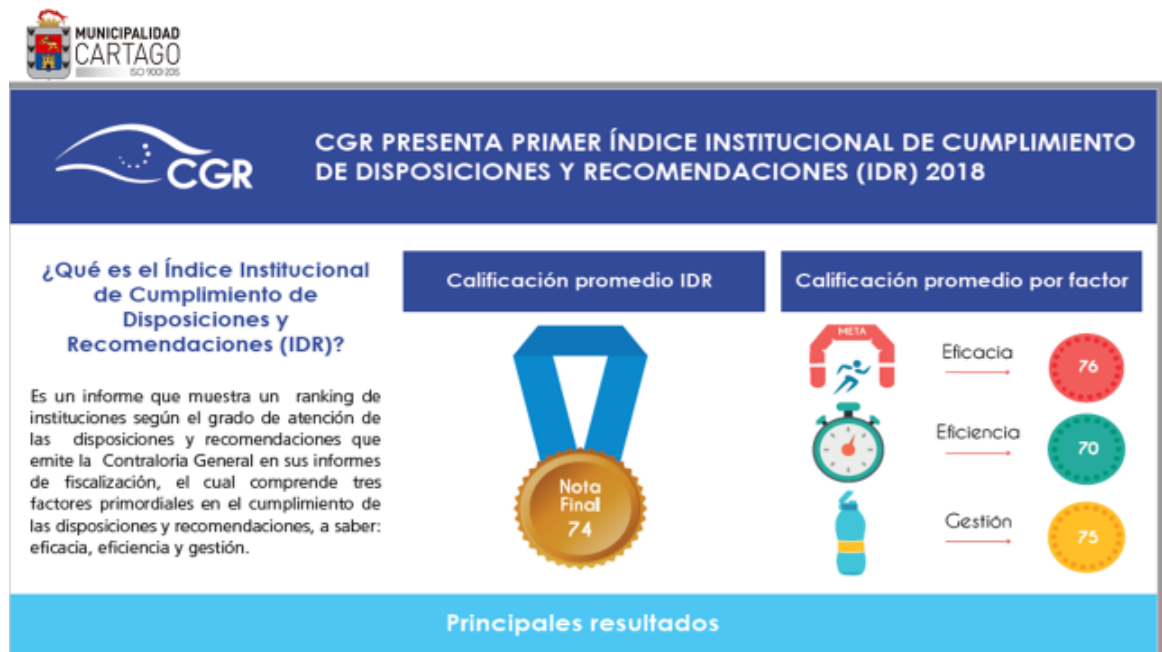 MUNICIPALIDAD
CARTAGO
ISO 9001-2015
CGR
CGR PRESENTA PRIMER ÍNDICE INSTITUCIONAL DE CUMPLIMIENTO
DE DISPOSICIONES Y RECOMENDACIONES (IDR) 2018
¿Qué es el Índice Institucional
de Cumplimiento de
Disposiciones y
Recomendaciones (IDR)?
Es un informe que muestra un ranking de
instituciones según el grado de atención de
las disposiciones y recomendaciones que
emite la Contraloría General en sus informes
de fiscalización, el cual comprende tres
factores primordiales en el cumplimiento de
las disposiciones y recomendaciones, a saber:
eficacia, eficiencia y gestión.
Calificación promedio IDR
Nota
Final
74
Calificación promedio por factor
META
Eficacia
76
Eficiencia
70
Gestión
75
Principales resultados